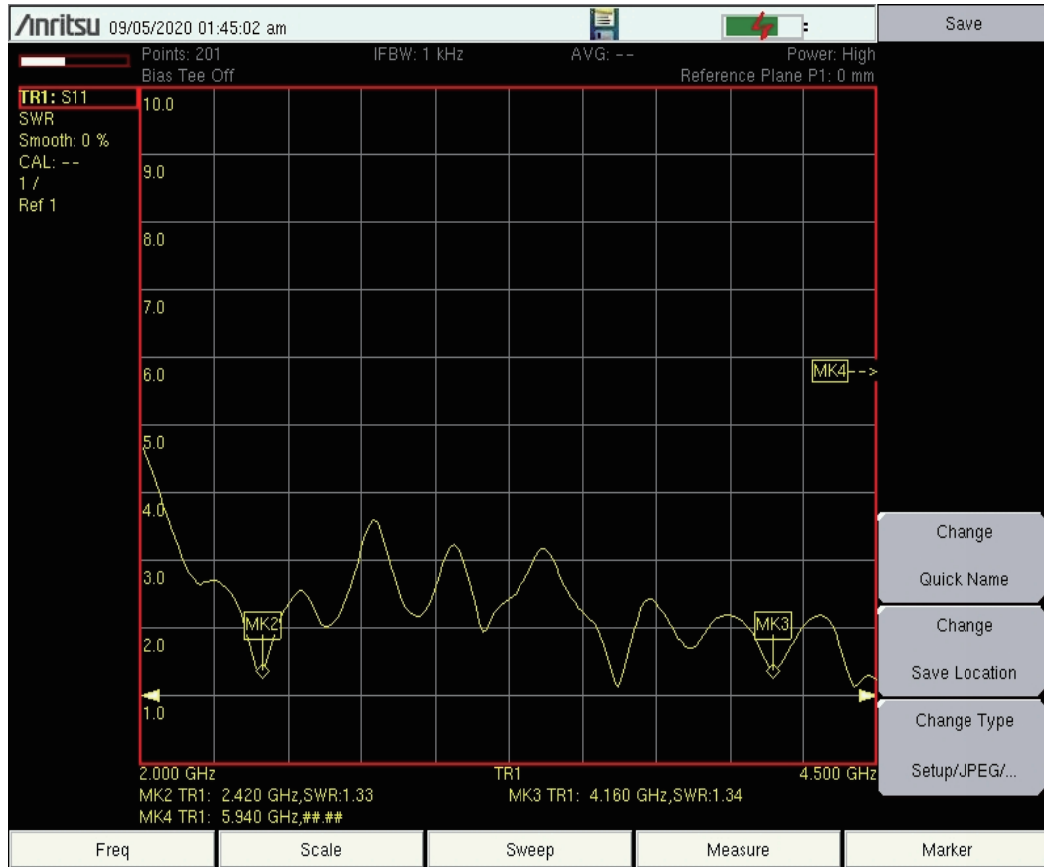 Anritsu 09/05/2020 01:45:02 am
Save
Points: 201 IFBW: 1 kHz AVG: -- Power: High
Bias Tee Off Reference Plane P1: 0 mm
TR1: S11
SWR
Smooth: 0 %
CAL: --
1 /
Ref 1
10.0
9.0
8.0
7.0
6.0
5.0
4.0
3.0
2.0
1.0
MK4-->
MK2
MK3
2.000 GHz TR1 4.500 GHz
MK2 TR1: 2.420 GHz,SWR:1.33 MK3 TR1: 4.160 GHz,SWR:1.34
MK4 TR1: 5.940 GHz,##.##
Change
Quick Name
Change
Save Location
Change Type
Setup/JPEG/...
Freq Scale Sweep Measure Marker